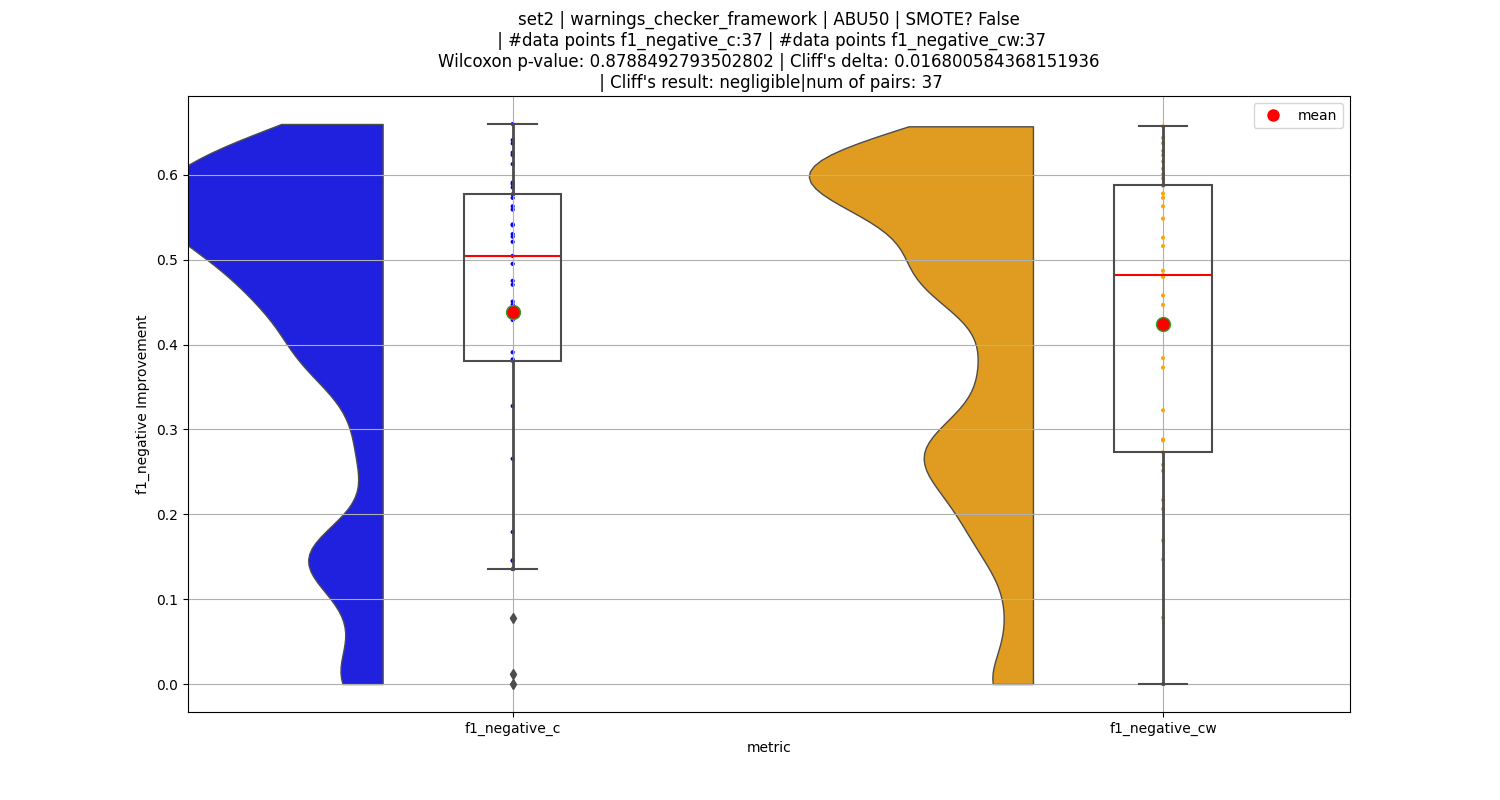 set2 | warnings_checker_framework | ABU50 | SMOTE? False
| #data points f1_negative_c:37 | #data points f1_negative_cw:37
Wilcoxon p-value: 0.8788492793502802 | Cliff's delta: 0.016800584368151936
| Cliff's result: negligible|num of pairs: 37
mean
f1_negative Improvement
0.6
0.5
0.4
0.3
0.2
0.1
0.0
f1_negative_c
f1_negative_cw
metric